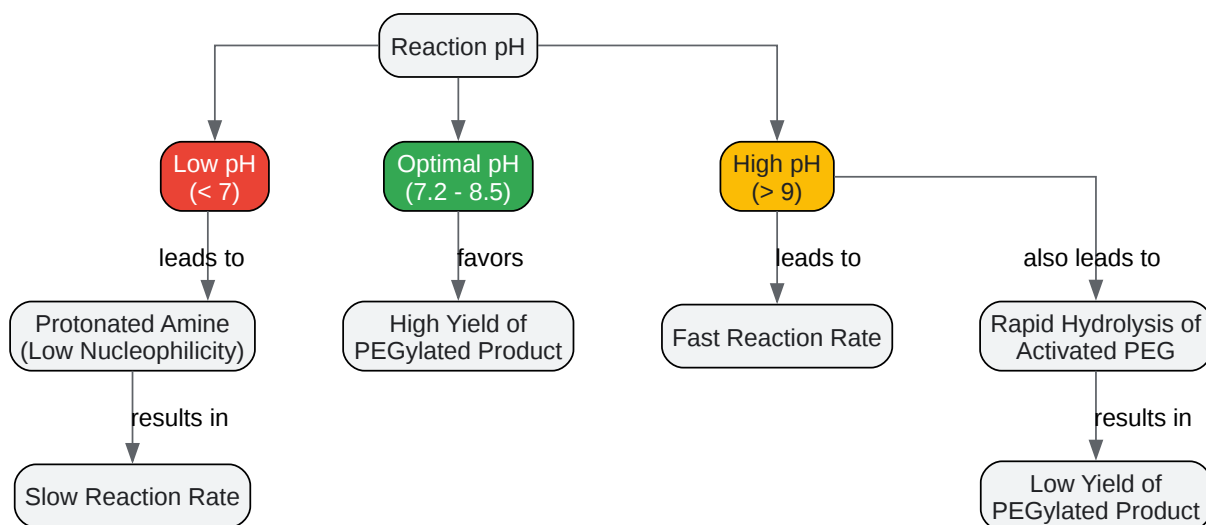 Reaction pH
Low pH
(< 7)
Optimal pH
(7.2 - 8.5)
High pH
(> 9)
leads to
favors
leads to
also leads to
Protonated Amine
(Low Nucleophilicity)
High Yield of
PEGylated Product
Fast Reaction Rate
Rapid Hydrolysis of
Activated PEG
results in
results in
Slow Reaction Rate
Low Yield of
PEGylated Product